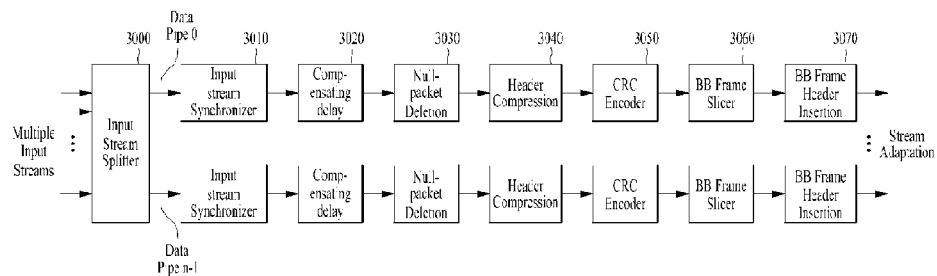 Data
Pipe 0
3000
3010
3020
3030
3040
3050
3060
3070
Input
stream
Synchronizer
Comp-
ensating
delay
Null-
packet
Deletion
Header
Compression
CRC
Encoder
BB Frame
Slicer
BB Frame
Header
Insertion
Multiple
Input
Streams
Input
Stream
Splitter
Stream
Adaptation
Input
stream
Synchronizer
Comp-
ensating
delay
Null-
packet
Deletion
Header
Compression
CRC
Encoder
BB Frame
Slicer
BB Frame
Header
Insertion
Data
Pipe n-1